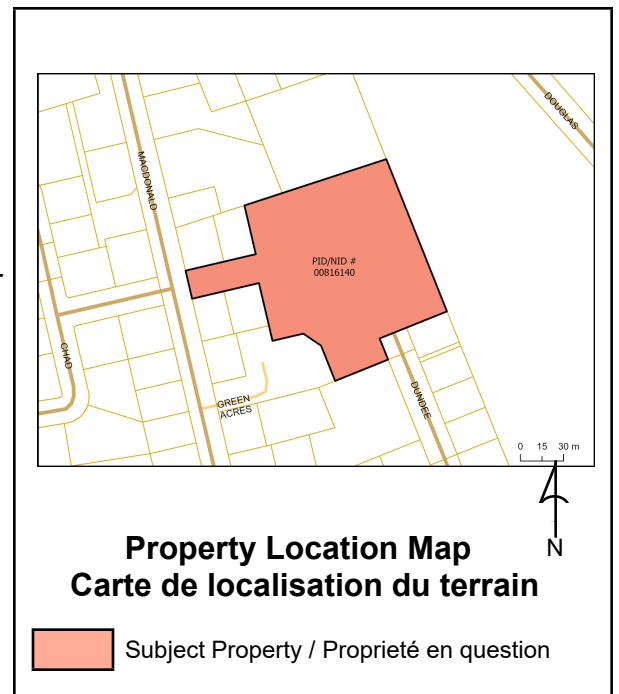 DOUGLAS
MACDONALD
PID/NID #
00816140
CHAD
GREEN
ACRES
DUNDEE
0 15 30 m
N
Property Location Map
Carte de localisation du terrain
Subject Property / Proprieté en question